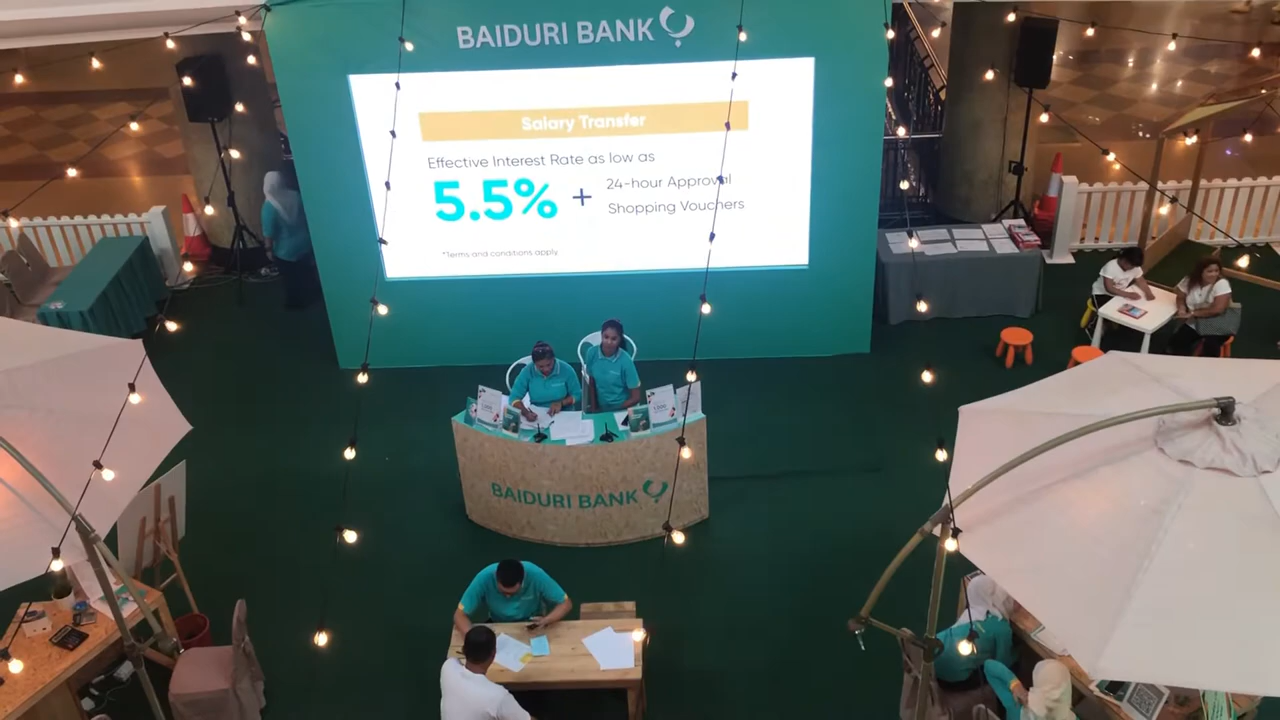 BAIDURI BANK
Salary Transfer
Effective Interest Rate as low as
5.5% + 24-hour Approval
Shopping Vouchers
*Terms and conditions apply
BAIDURI BANK